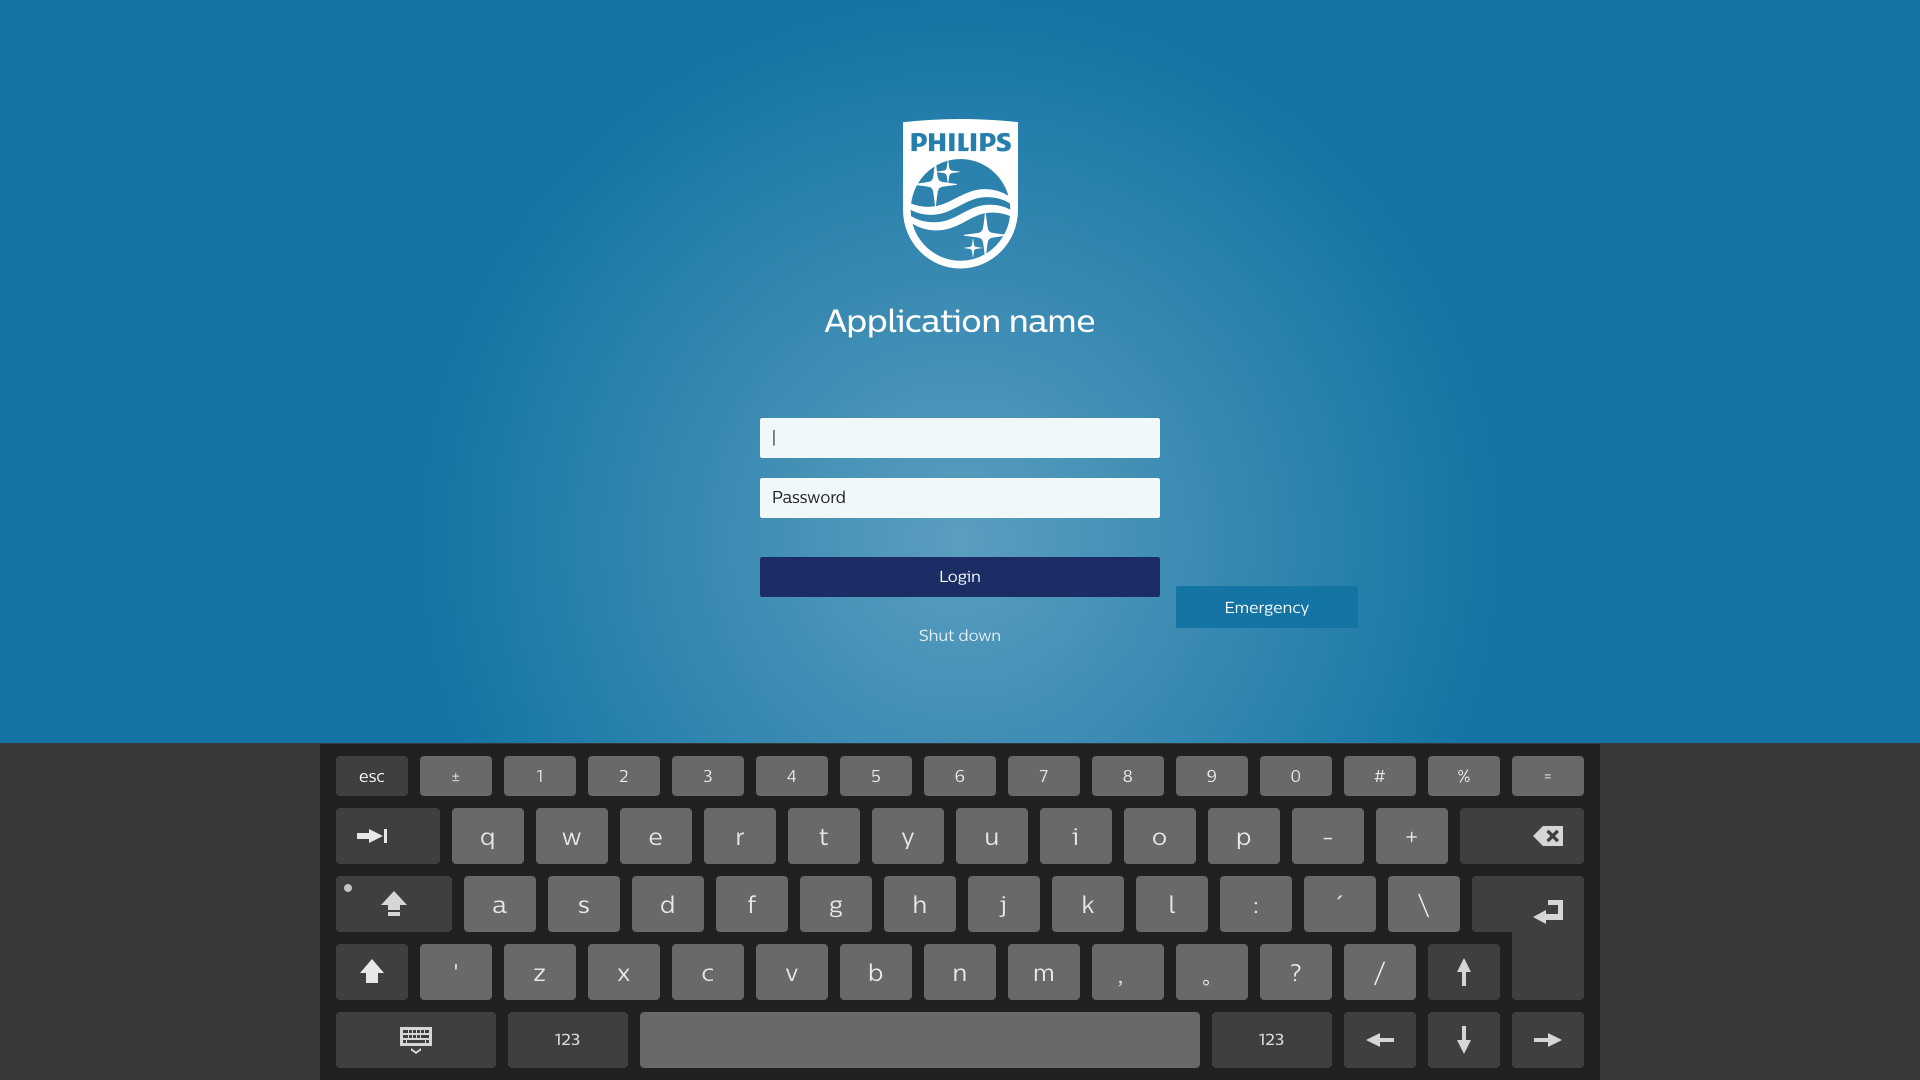 PHILIPS
Application name
|
Password
Login
Emergency
Shut down
esc ± 1 2 3 4 5 6 7 8 9 0 # % =
q w e r t y u i o p - +
a s d f g h j k l : ´ \
' z x c v b n m , 。 ? /
123 123